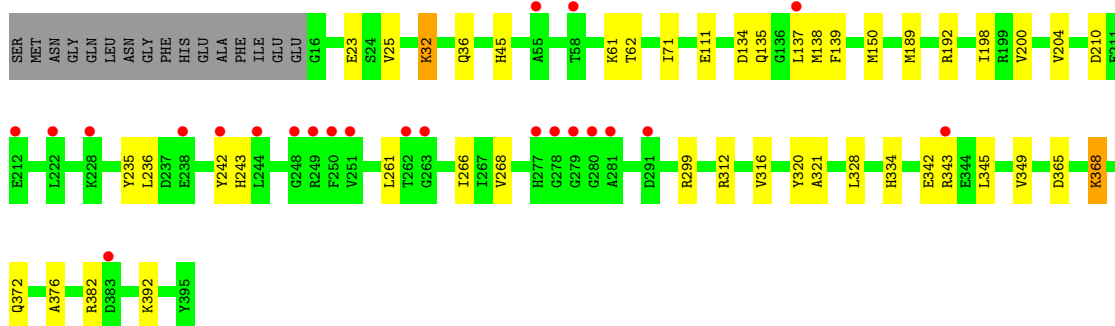 SER MET ASN GLY GLN LEU ASN GLY PHE HIS GLU ALA PHE ILE GLU GLU G16 E23 S24 V25 K32 Q36 H45 A55 T58 K61 T62 I71 E111 D134 Q135 G136 L137 M138 F139 M150 M189 R192 I198 R199 V200 V204 D210 E211
E212 L222 K228 Y235 L236 D237 E238 Y242 H243 L244 G248 R249 F250 V251 L261 T262 G263 I266 I267 V268 H277 G278 G279 G280 A281 D291 R299 R312 V316 Y320 A321 L328 H334 E342 R343 E344 L345 V349 D365 K368
Q372 A376 R382 D383 K392 Y395